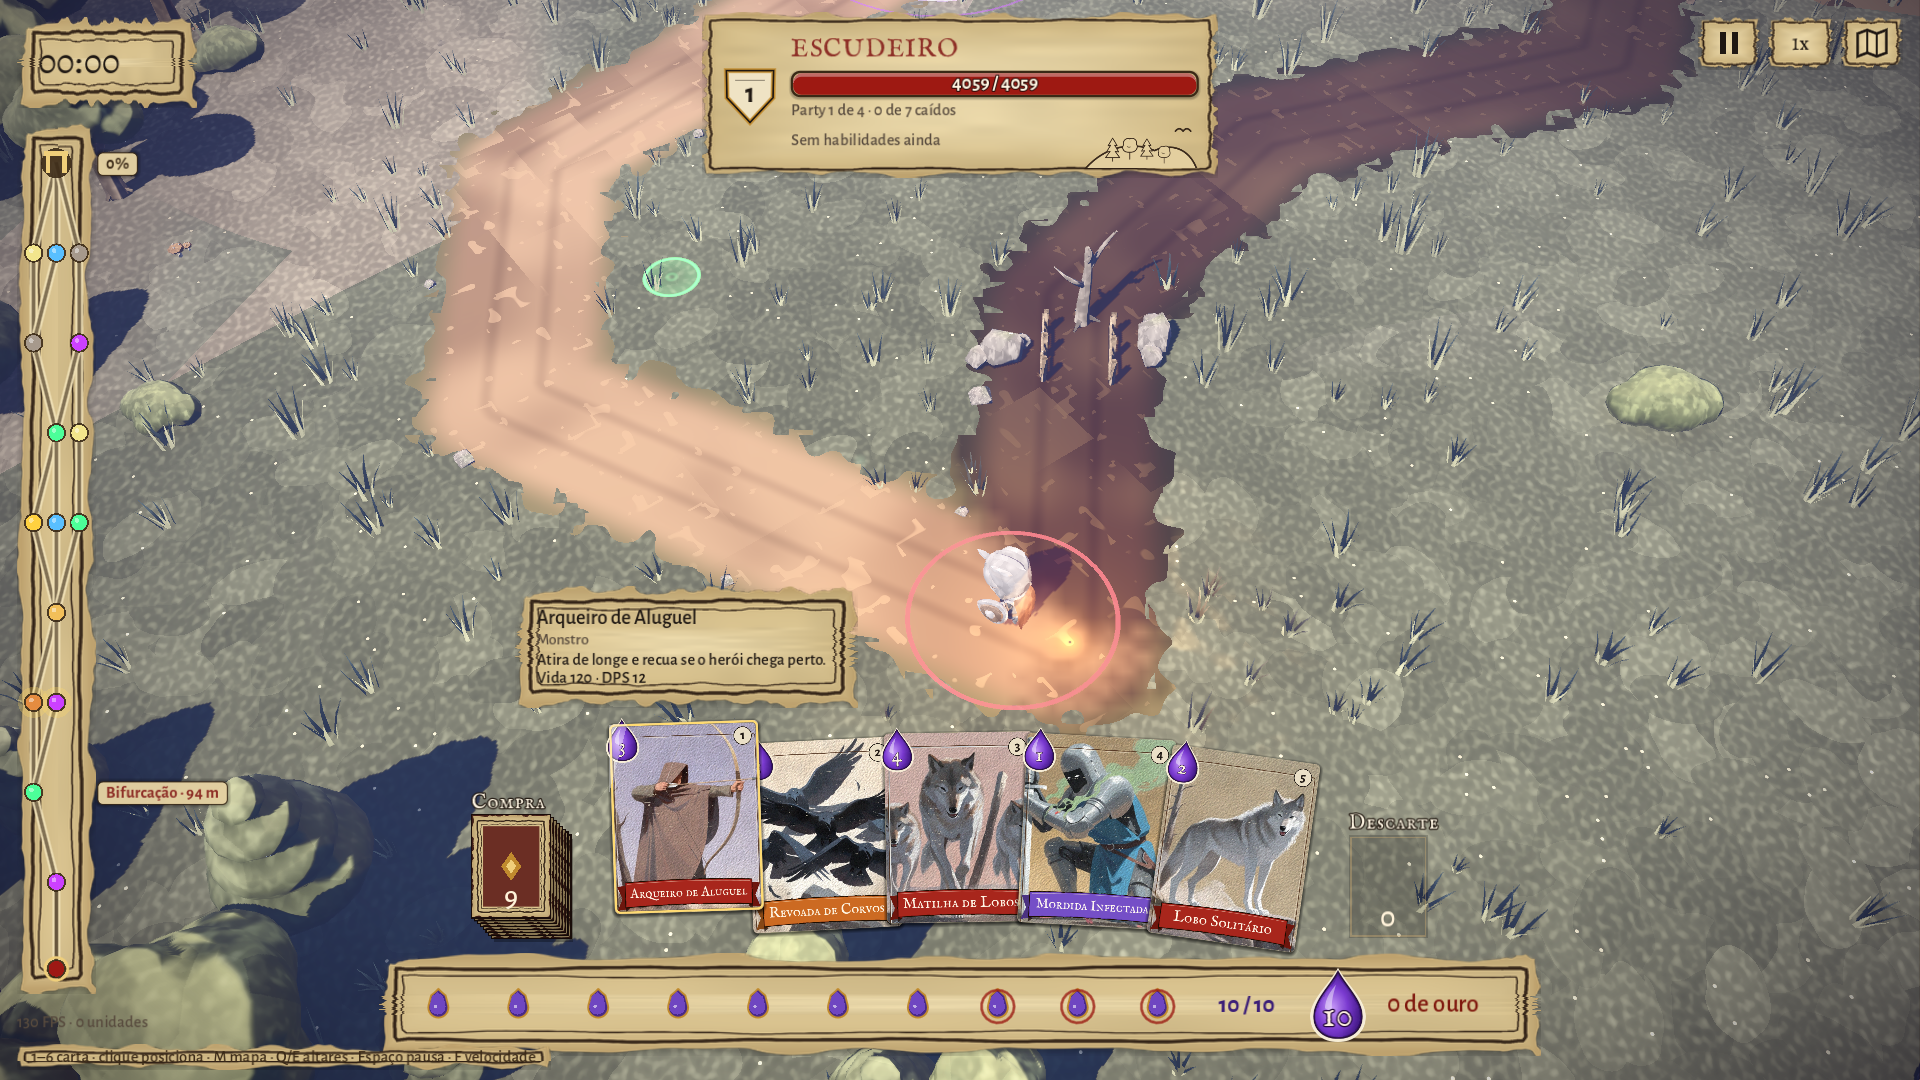 00:00
ESCUDEIRO
1
4059 / 4059
Party 1 de 4 · 0 de 7 caídos
Sem habilidades ainda
1x
0%
Bifurcação · 94 m
Arqueiro de Aluguel
Monstro
Atira de longe e recua se o herói chega perto.
Vida 120 · DPS 12
Compra
9
3
1
Arqueiro de Aluguel
2
Revoada de Corvos
4
3
Matilha de Lobos
1
4
Mordida Infectada
2
5
Lobo Solitário
Descarte
0
10 / 10
10
0 de ouro
130 FPS · 0 unidades
1–6 carta · clique posiciona · M mapa · Q/E altares · Espaço pausa · F velocidade